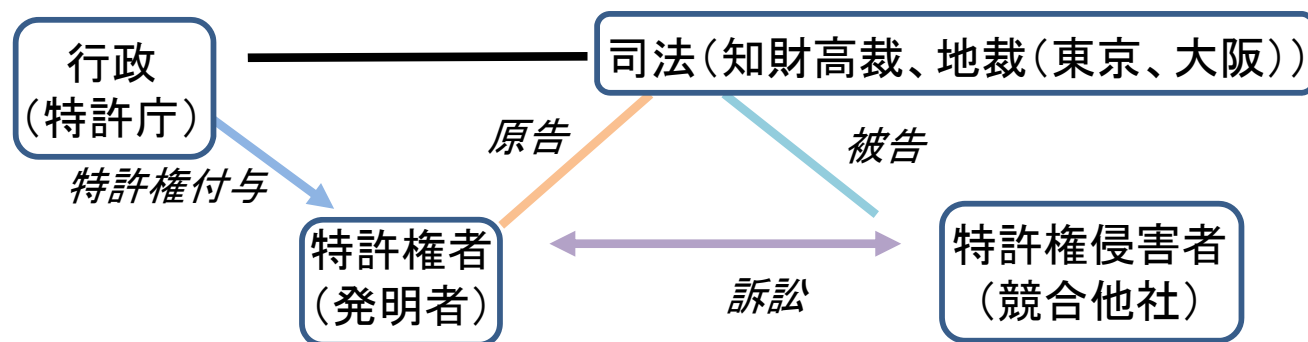 行政
（特許庁）
司法（知財高裁、地裁（東京、大阪））
原告
被告
特許権付与
特許権者
（発明者）
訴訟
特許権侵害者
（競合他社）